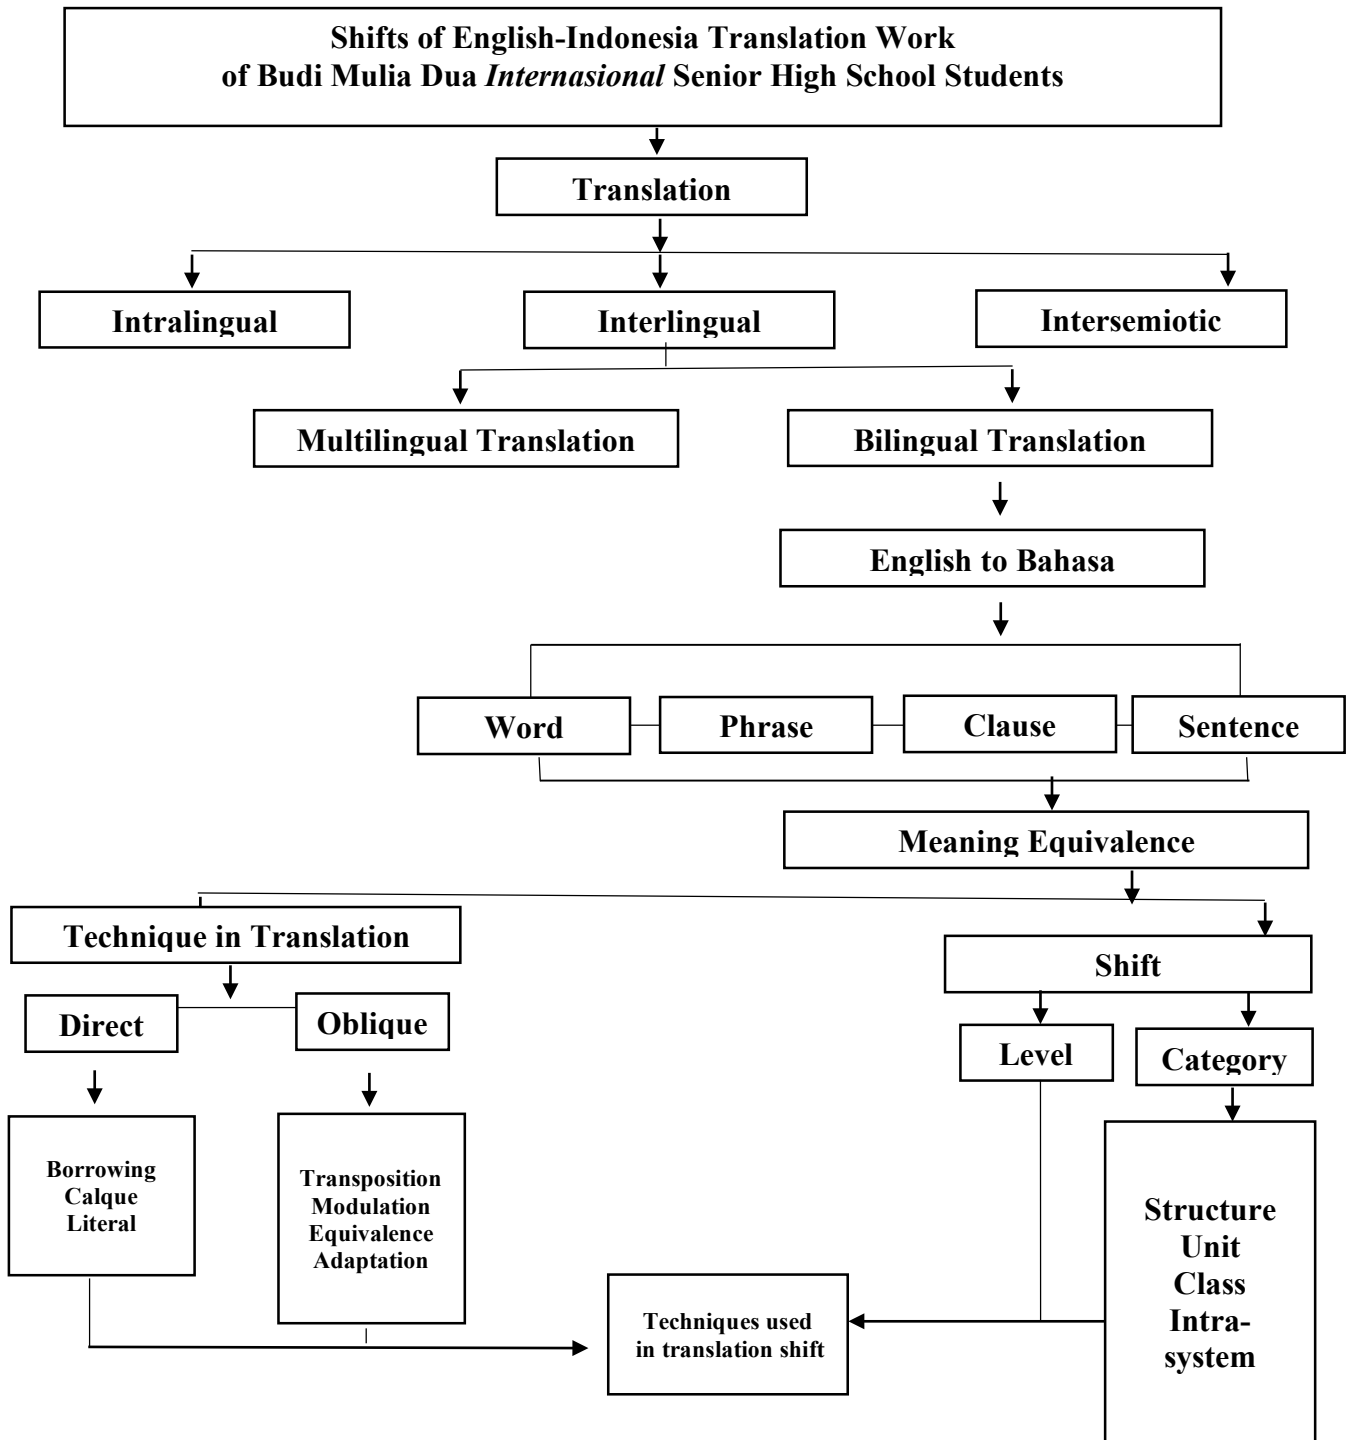 Shifts of English-Indonesia Translation Work
of Budi Mulia Dua Internasional Senior High School Students
Translation
Intralingual
Interlingual
Intersemiotic
Multilingual Translation
Bilingual Translation
English to Bahasa
Word
Phrase
Clause
Sentence
Meaning Equivalence
Technique in Translation
Shift
Direct
Oblique
Level
Category
Borrowing
Calque
Literal
Transposition
Modulation
Equivalence
Adaptation
Techniques used
in translation shift
Structure
Unit
Class
Intra-
system